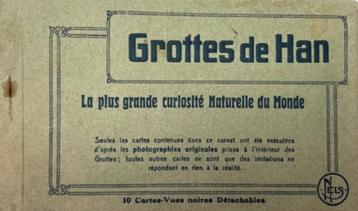 Grottes de Han
La plus grande curiosité Naturelle du Monde
Seules les cartes contenues dans ce carnet ont été exécutées
d'après les photographies originales prises à l'intérieur des
Grottes; toutes autres cartes ne sont que des imitations ne
répondant en rien à la réalité.
NELS
10 Cartes-Vues noires Détachables.